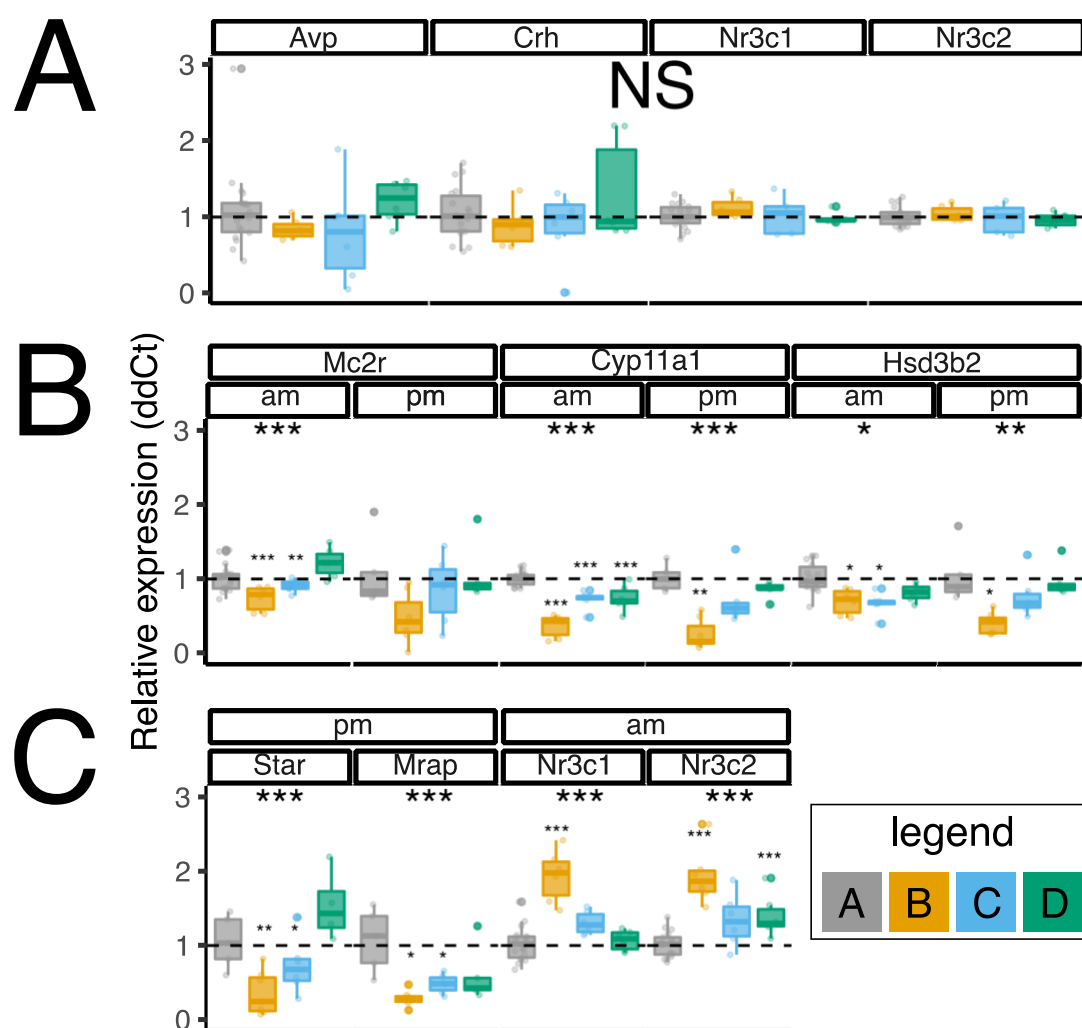 A
Avp Crh Nr3c1 Nr3c2
NS
3
2
1
0
Relative expression (ddCt)
B
Mc2r Cyp11a1 Hsd3b2
am pm am pm am pm
*** *** *** * **
3
2
*** ** *** *** * *
1
*** ** *
0
C
pm am
Star Mrap Nr3c1 Nr3c2
*** *** *** ***
3
*** ***
2
***
** * * *
1
0
legend
A B C D